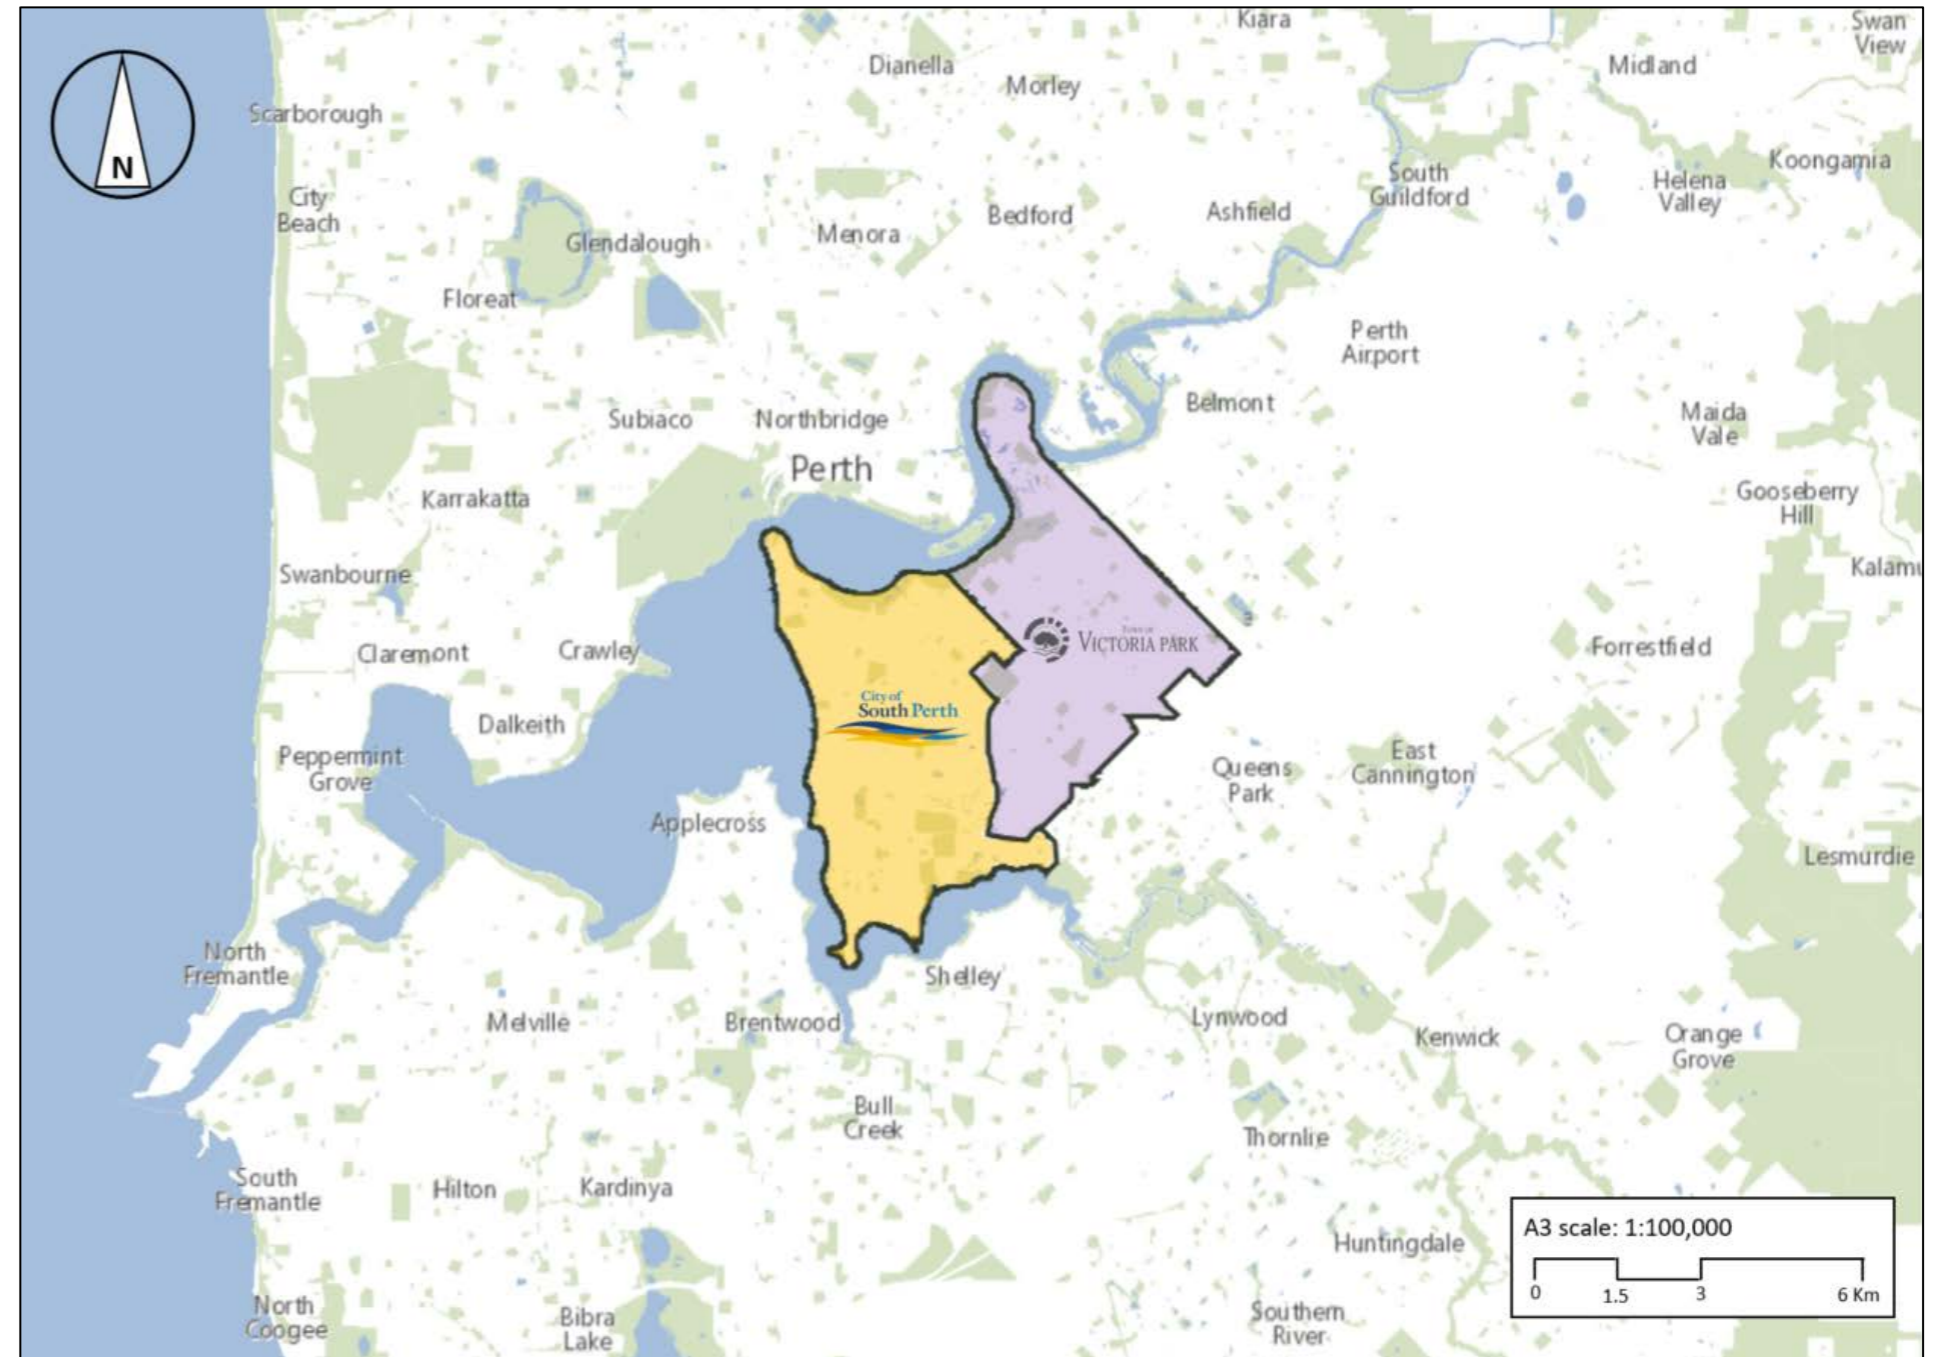 Kiara
Swan
View
Dianella
Midland
Morley
Scarborough
N
Koongamia
South
Guildford
Helena
Valley
City
Beach
Ashfield
Bedford
Menora
Glendalough
Floreat
Perth
Airport
Belmont
Subiaco
Northbridge
Maida
Vale
Perth
Karrakatta
Gooseberry
Hill
Swanbourne
Kalamu
Town of
VICTORIA PARK
Claremont
Crawley
Forrestfield
City of
South Perth
Dalkeith
Peppermint
Grove
East
Cannington
Queens
Park
Applecross
Lesmurdie
North
Fremantle
Shelley
Melville
Brentwood
Lynwood
Kenwick
Orange
Grove
Bull
Creek
Thornlie
South
Fremantle
Hilton
Kardinya
A3 scale: 1:100,000
Huntingdale
0
1.5
3
6 Km
North
Coogee
Bibra
Lake
Southern
River